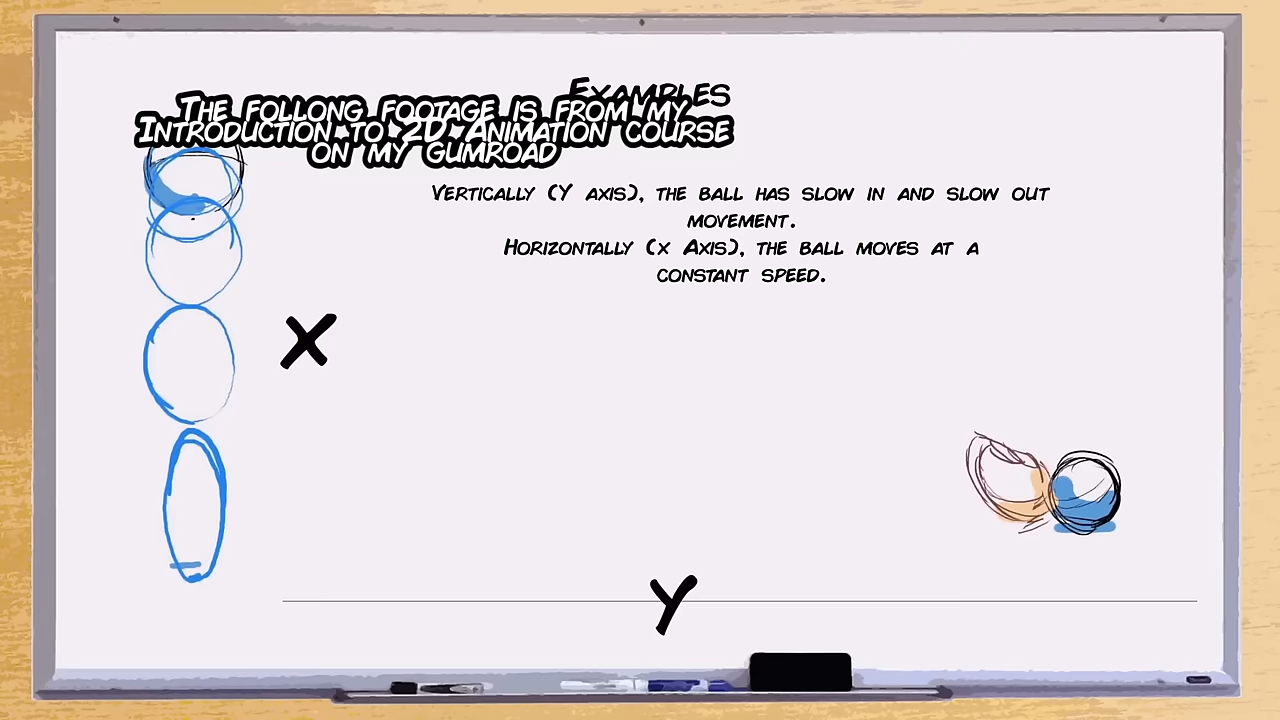 Examples
The follong footage is from my
Introduction to 2D Animation course
on my gumroad
Vertically (Y axis), the ball has slow in and slow out
movement.
Horizontally (x Axis), the ball moves at a
constant speed.
X
Y